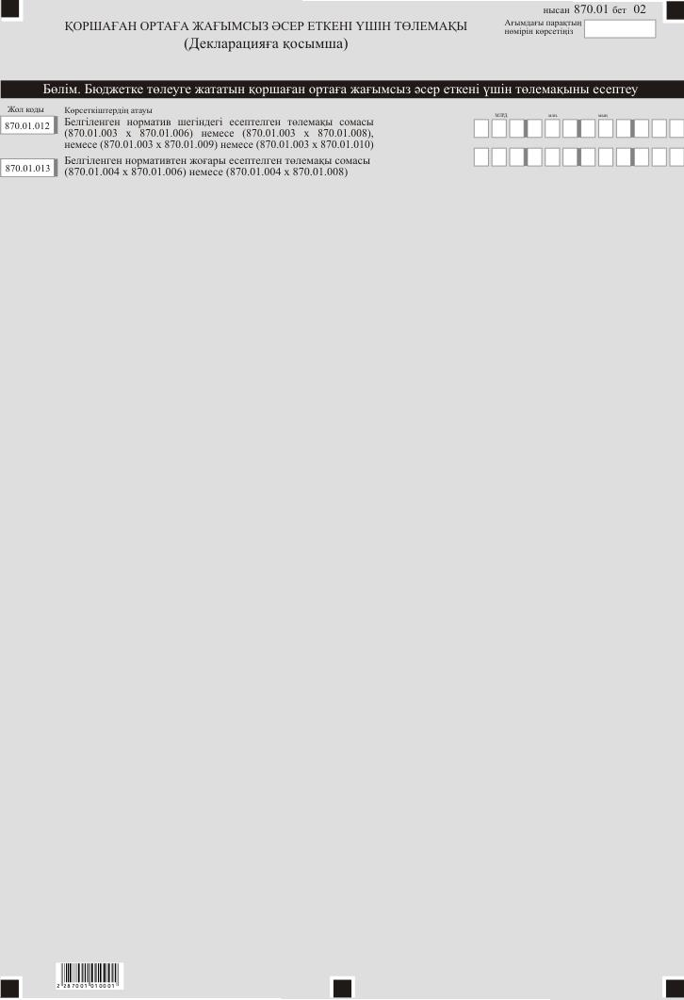 нысан 870.01 бет 02
ҚОРШАҒАН ОРТАҒА ЖАҒЫМСЫЗ ӘСЕР ЕТКЕНІ ҮШІН ТӨЛЕМАҚЫ
(Декларацияға қосымша)
Ағымдағы парақтың
нөмірін көрсетіңіз
Бөлім. Бюджетке төлеуге жататын қоршаған ортаға жағымсыз әсер еткені үшін төлемақыны есептеу
Жол коды Көрсеткіштердің атауы
млрд млн. мың
870.01.012 Белгіленген норматив шегіндегі есептелген төлемақы сомасы
(870.01.003 х 870.01.006) немесе (870.01.003 х 870.01.008),
немесе (870.01.003 х 870.01.009) немесе (870.01.003 х 870.01.010)
870.01.013 Белгіленген нормативтен жоғары есептелген төлемақы сомасы
(870.01.004 х 870.01.006) немесе (870.01.004 х 870.01.008)
2 287001 010001